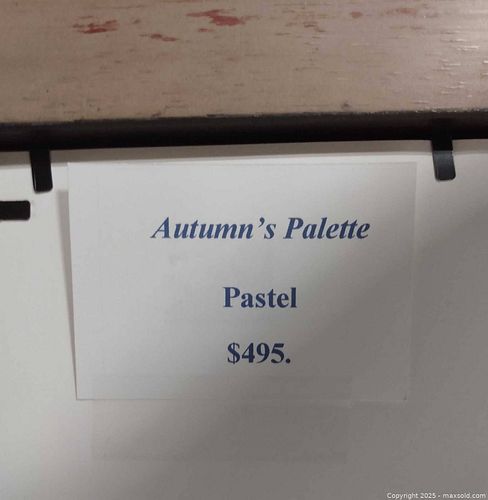 Autumn's Palette
Pastel
$495.
Copyright 2025 - maxsold.com